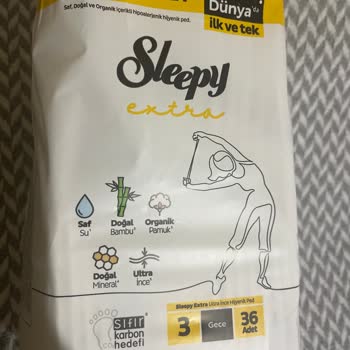 Saf, Doğal ve Organik İçerikli hipoalerjenik hijyenik ped.
Dünya'da
ilk ve tek
Sleepy
extra
Saf
Su
Doğal
Bambu
Organik
Pamuk
Doğal
Mineral
Ultra
İnce
Sıfır
karbon
hedefi
Sleepy Extra Ultra İnce Hijyenik Ped
3
Gece
36
Adet